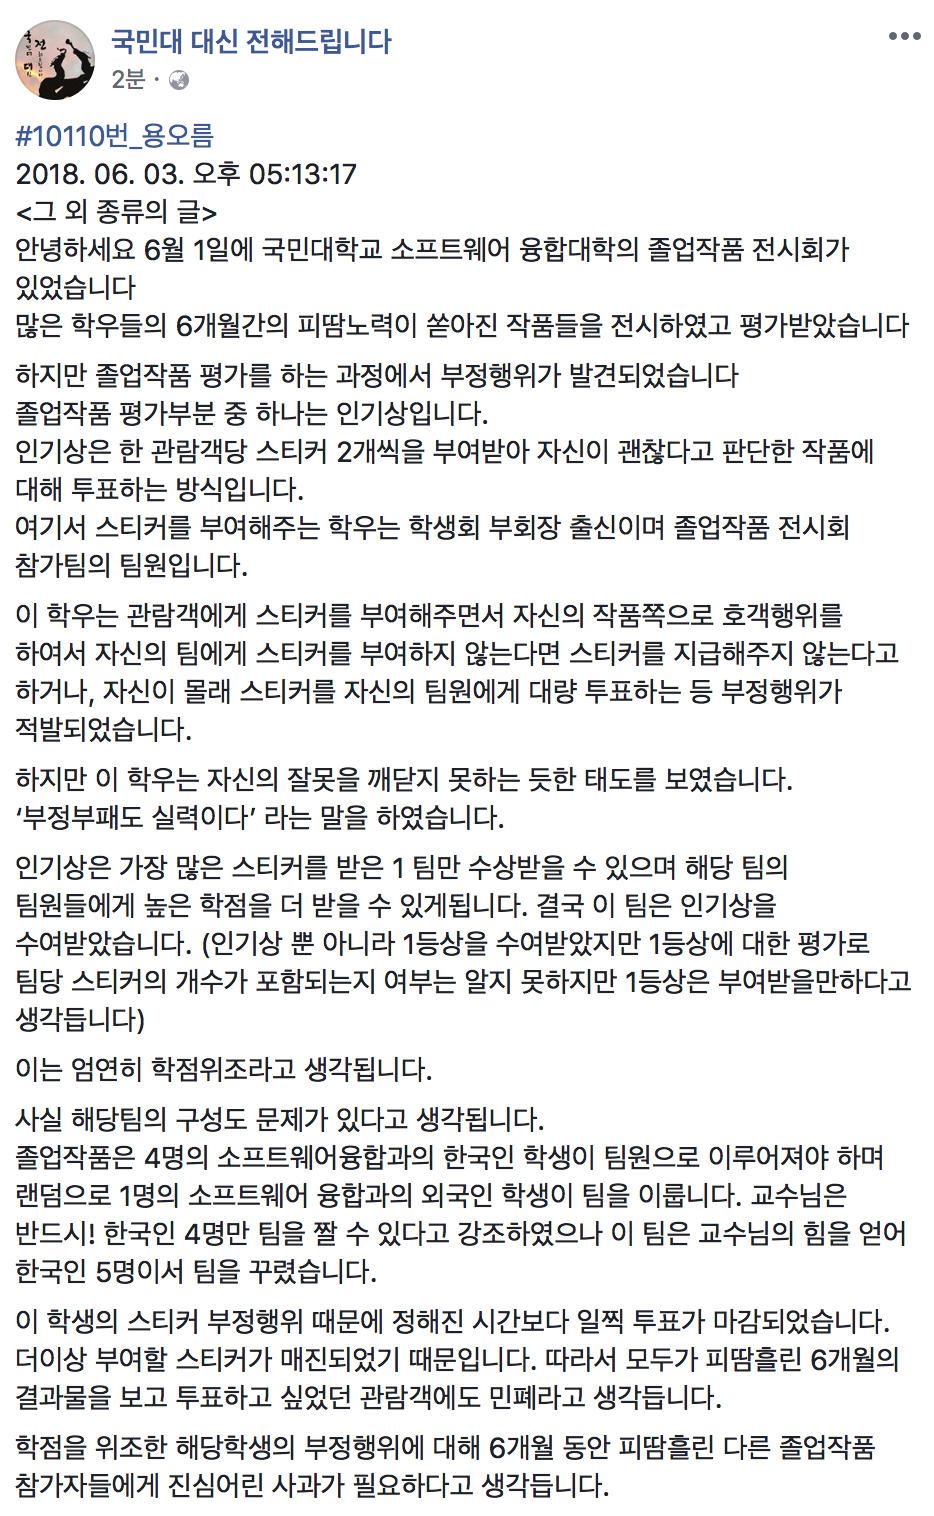 국민대 대신 전해드립니다
2분 ·
#10110번_용오름
2018. 06. 03. 오후 05:13:17
<그 외 종류의 글>
안녕하세요 6월 1일에 국민대학교 소프트웨어 융합대학의 졸업작품 전시회가
있었습니다
많은 학우들의 6개월간의 피땀노력이 쏟아진 작품들을 전시하였고 평가받았습니다
하지만 졸업작품 평가를 하는 과정에서 부정행위가 발견되었습니다
졸업작품 평가부분 중 하나는 인기상입니다.
인기상은 한 관람객당 스티커 2개씩을 부여받아 자신이 괜찮다고 판단한 작품에
대해 투표하는 방식입니다.
여기서 스티커를 부여해주는 학우는 학생회 부회장 출신이며 졸업작품 전시회
참가팀의 팀원입니다.
이 학우는 관람객에게 스티커를 부여해주면서 자신의 작품쪽으로 호객행위를
하여서 자신의 팀에게 스티커를 부여하지 않는다면 스티커를 지급해주지 않는다고
하거나, 자신이 몰래 스티커를 자신의 팀원에게 대량 투표하는 등 부정행위가
적발되었습니다.
하지만 이 학우는 자신의 잘못을 깨닫지 못하는 듯한 태도를 보였습니다.
‘부정부패도 실력이다’ 라는 말을 하였습니다.
인기상은 가장 많은 스티커를 받은 1 팀만 수상받을 수 있으며 해당 팀의
팀원들에게 높은 학점을 더 받을 수 있게됩니다. 결국 이 팀은 인기상을
수여받았습니다. (인기상 뿐 아니라 1등상을 수여받았지만 1등상에 대한 평가로
팀당 스티커의 개수가 포함되는지 여부는 알지 못하지만 1등상은 부여받을만하다고
생각듭니다)
이는 엄연히 학점위조라고 생각됩니다.
사실 해당팀의 구성도 문제가 있다고 생각됩니다.
졸업작품은 4명의 소프트웨어융합과의 한국인 학생이 팀원으로 이루어져야 하며
랜덤으로 1명의 소프트웨어 융합과의 외국인 학생이 팀을 이룹니다. 교수님은
반드시! 한국인 4명만 팀을 짤 수 있다고 강조하였으나 이 팀은 교수님의 힘을 얻어
한국인 5명이서 팀을 꾸렸습니다.
이 학생의 스티커 부정행위 때문에 정해진 시간보다 일찍 투표가 마감되었습니다.
더이상 부여할 스티커가 매진되었기 때문입니다. 따라서 모두가 피땀흘린 6개월의
결과물을 보고 투표하고 싶었던 관람객에도 민폐라고 생각듭니다.
학점을 위조한 해당학생의 부정행위에 대해 6개월 동안 피땀흘린 다른 졸업작품
참가자들에게 진심어린 사과가 필요하다고 생각듭니다.